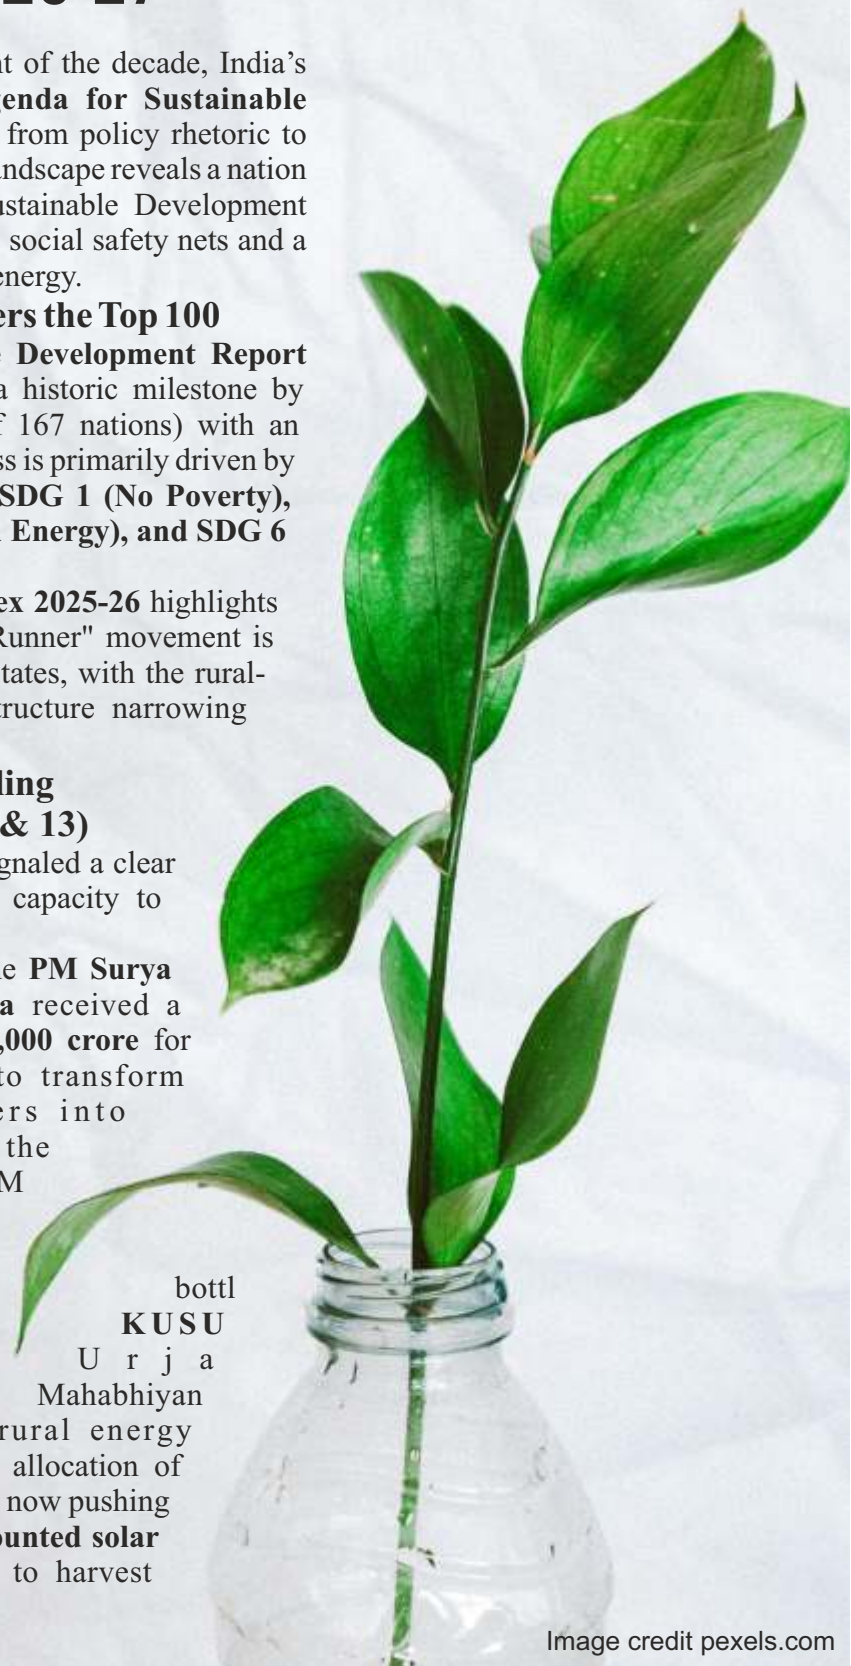 t of the decade, India's
genda for Sustainable
from policy rhetoric to
andscape reveals a nation
ustainable Development
social safety nets and a
energy.
ers the Top 100
e Development Report
a historic milestone by
f 167 nations) with an
ss is primarily driven by
SDG 1 (No Poverty),
Energy), and SDG 6
ex 2025-26 highlights
Runner" movement is
tates, with the rural-
tructure narrowing
ling
& 13)
gnaled a clear
capacity to
e PM Surya
a received a
,000 crore for
to transform
ers into
the
M
bottl
KUSU
U r j a
Mahabhiyan
rural energy
allocation of
now pushing
ounted solar
to harvest
Image credit pexels.com